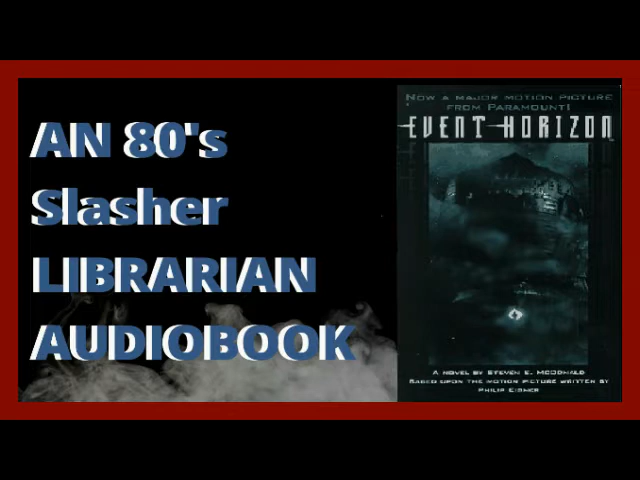 AN 80's
Slasher
LIBRARIAN
AUDIOBOOK
NOW A MAJOR MOTION PICTURE
FROM PARAMOUNT!
EVENT HORIZON
A NOVEL BY STEVEN E. MCDONALD
BASED UPON THE MOTION PICTURE WRITTEN BY
PHILIP EISNER